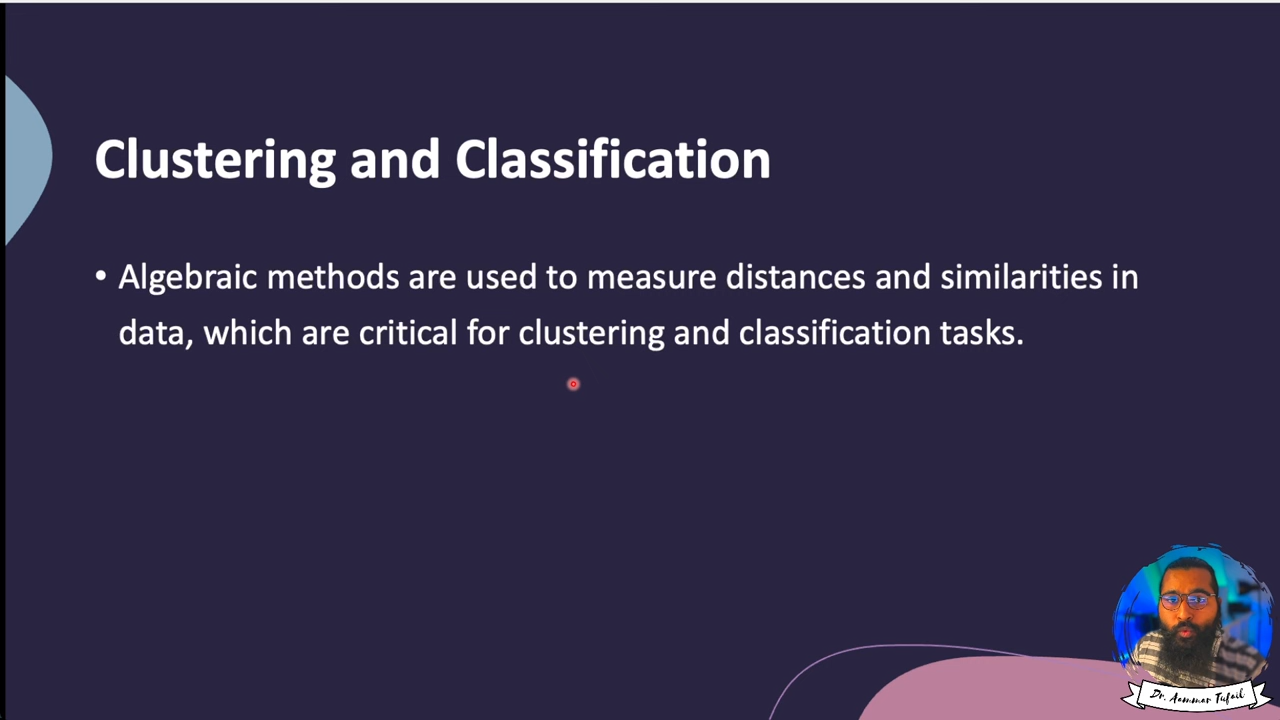 Clustering and Classification
• Algebraic methods are used to measure distances and similarities in
data, which are critical for clustering and classification tasks.
Dr. Aammar Tufail